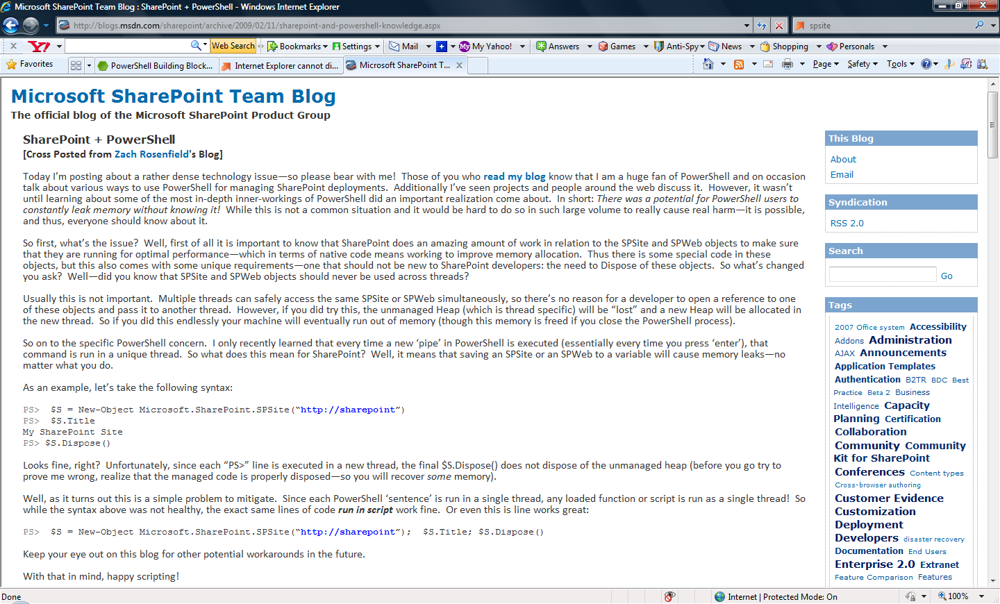 Microsoft SharePoint Team Blog : SharePoint + PowerShell - Windows Internet Explorer
http://blogs.msdn.com/sharepoint/archive/2009/02/11/sharepoint-and-powershell-knowledge.aspx
spsite
Y! Web Search Bookmarks Settings Mail My Yahoo! Answers Games Anti-Spy News Shopping Personals
Favorites PowerShell Building Block... Internet Explorer cannot di... Microsoft SharePoint T... Page Safety Tools
Microsoft SharePoint Team Blog
The official blog of the Microsoft SharePoint Product Group
SharePoint + PowerShell
[Cross Posted from Zach Rosenfield's Blog]
Today I’m posting about a rather dense technology issue—so please bear with me!  Those of you who read my blog know that I am a huge fan of PowerShell and on occasion
talk about various ways to use PowerShell for managing SharePoint deployments.  Additionally I’ve seen projects and people around the web discuss it.  However, it wasn’t
until learning about some of the most in-depth inner-workings of PowerShell did an important realization come about.  In short: There was a potential for PowerShell users to
constantly leak memory without knowing it!  While this is not a common situation and it would be hard to do so in such large volume to really cause real harm—it is possible,
and thus, everyone should know about it.
So first, what’s the issue?  Well, first of all it is important to know that SharePoint does an amazing amount of work in relation to the SPSite and SPWeb objects to make sure
that they are running for optimal performance—which in terms of native code means working to improve memory allocation.  Thus there is some special code in these
objects, but this also comes with some unique requirements—one that should not be new to SharePoint developers: the need to Dispose of these objects.  So what’s changed
you ask?  Well—did you know that SPSite and SPWeb objects should never be used across threads?
Usually this is not important.  Multiple threads can safely access the same SPSite or SPWeb simultaneously, so there’s no reason for a developer to open a reference to one
of these objects and pass it to another thread.  However, if you did try this, the unmanaged Heap (which is thread specific) will be “lost” and a new Heap will be allocated in
the new thread.  So if you did this endlessly your machine will eventually run out of memory (though this memory is freed if you close the PowerShell process).
So on to the specific PowerShell concern.  I only recently learned that every time a new ‘pipe’ in PowerShell is executed (essentially every time you press ‘enter’), that
command is run in a unique thread.  So what does this mean for SharePoint?  Well, it means that saving an SPSite or an SPWeb to a variable will cause memory leaks—no
matter what you do.
As an example, let’s take the following syntax:
PS>  $S = New-Object Microsoft.SharePoint.SPSite(“http://sharepoint”)
PS>  $S.Title
My SharePoint Site
PS> $S.Dispose()
Looks fine, right?  Unfortunately, since each “PS>” line is executed in a new thread, the final $S.Dispose() does not dispose of the unmanaged heap (before you go try to
prove me wrong, realize that the managed code is properly disposed—so you will recover some memory).
Well, as it turns out this is a simple problem to mitigate.  Since each PowerShell ‘sentence’ is run in a single thread, any loaded function or script is run as a single thread!  So
while the syntax above was not healthy, the exact same lines of code run in script work fine.  Or even this is line works great:
PS>  $S = New-Object Microsoft.SharePoint.SPSite(“http://sharepoint”);  $S.Title; $S.Dispose()
Keep your eye out on this blog for other potential workarounds in the future.
With that in mind, happy scripting!
This Blog
About
Email
Syndication
RSS 2.0
Search
Go
Tags
2007 Office system Accessibility
Addons Administration
AJAX Announcements
Application Templates
Authentication B2TR BDC Best
Practice Beta 2 Business
Intelligence Capacity
Planning Certification
Collaboration
Community Community
Kit for SharePoint
Conferences Content types
Cross-browser authoring
Customer Evidence
Customization
Deployment
Developers disaster recovery
Documentation End Users
Enterprise 2.0 Extranet
Feature Comparison Features
Done
Internet | Protected Mode: On
100%